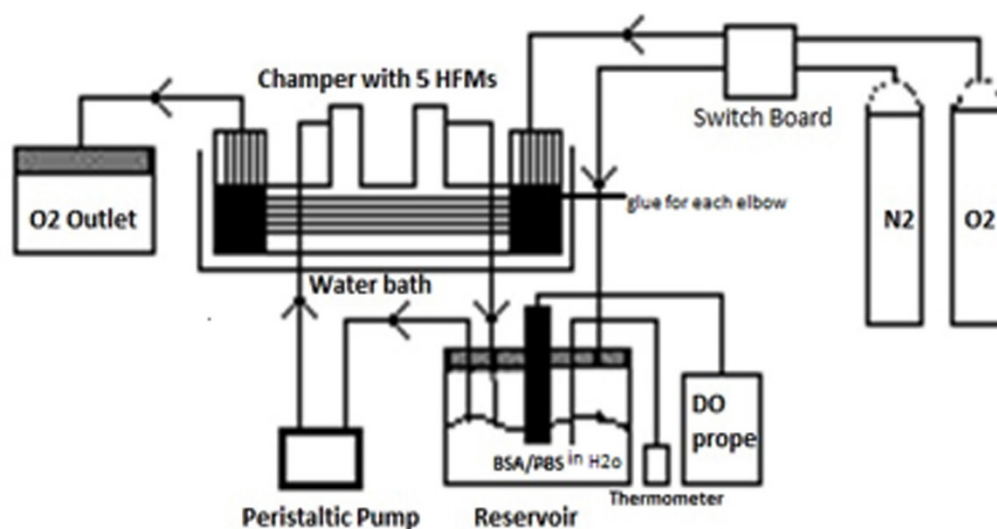 Champer with 5 HFMs
Switch Board
O2 Outlet
glue for each elbow
N2
O2
Water bath
DO
prope
BSA/PBS in H2o
Thermometer
Peristaltic Pump
Reservoir